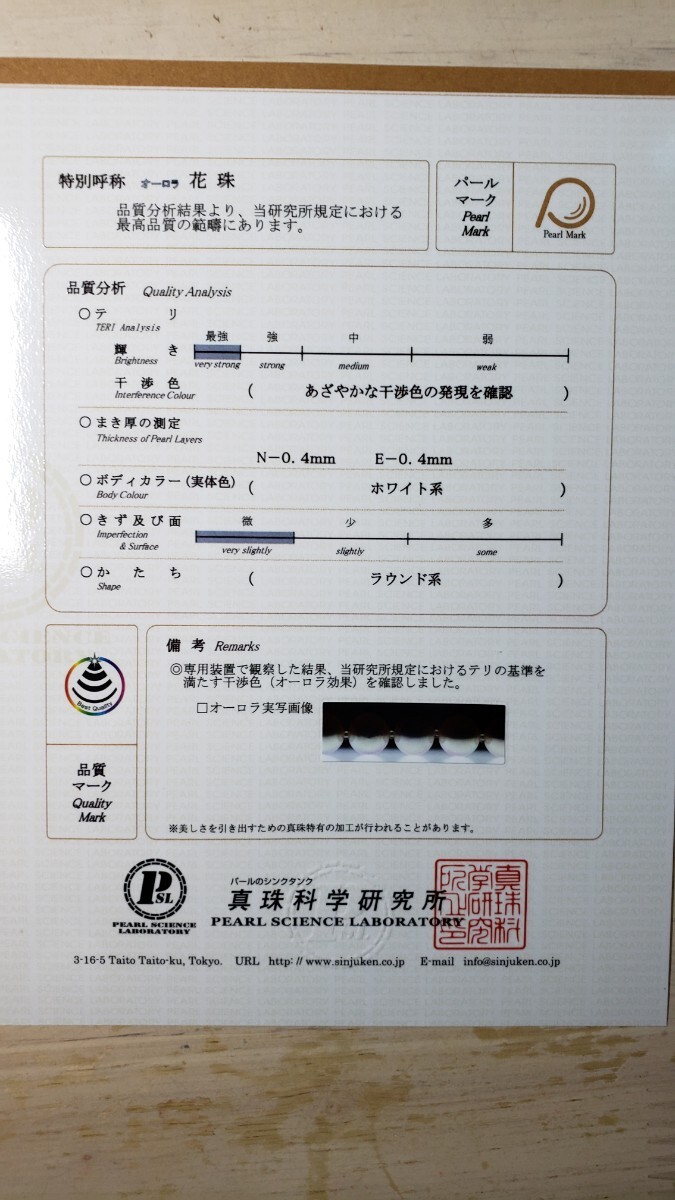 特別呼称 オーロラ 花 珠
品質分析結果より、当研究所規定における
最高品質の範疇にあります。
パール
マーク
Pearl
Mark
Pearl Mark
品質分析 Quality Analysis
○テ リ
TERI Analysis
最強 強 中 弱
輝 き
Brightness
very strong strong medium weak
干 渉 色
Interference Colour
( あざやかな干渉色の発現を確認 )
○まき厚の測定
Thickness of Pearl Layers
N-0.4mm E-0.4mm
○ボディカラー(実体色) ( ホワイト系 )
Body Colour
○きず及び面 微 少 多
Imperfection
& Surface
very slightly slightly some
○か た ち ( ラウンド系 )
Shape
備 考 Remarks
◎専用装置で観察した結果、当研究所規定におけるテリの基準を
満たす干渉色(オーロラ効果)を確認しました。
□オーロラ実写画像
Best Quality
品質
マーク
Quality
Mark
※美しさを引き出すための真珠特有の加工が行われることがあります。
PSL
PEARL SCIENCE
LABORATORY
パールのシンクタンク
真珠科学研究所
PEARL SCIENCE LABORATORY
真珠科
学研究
所之印
3-16-5 Taito Taito-ku, Tokyo. URL http://www.sinjuken.co.jp E-mail info@sinjuken.co.jp